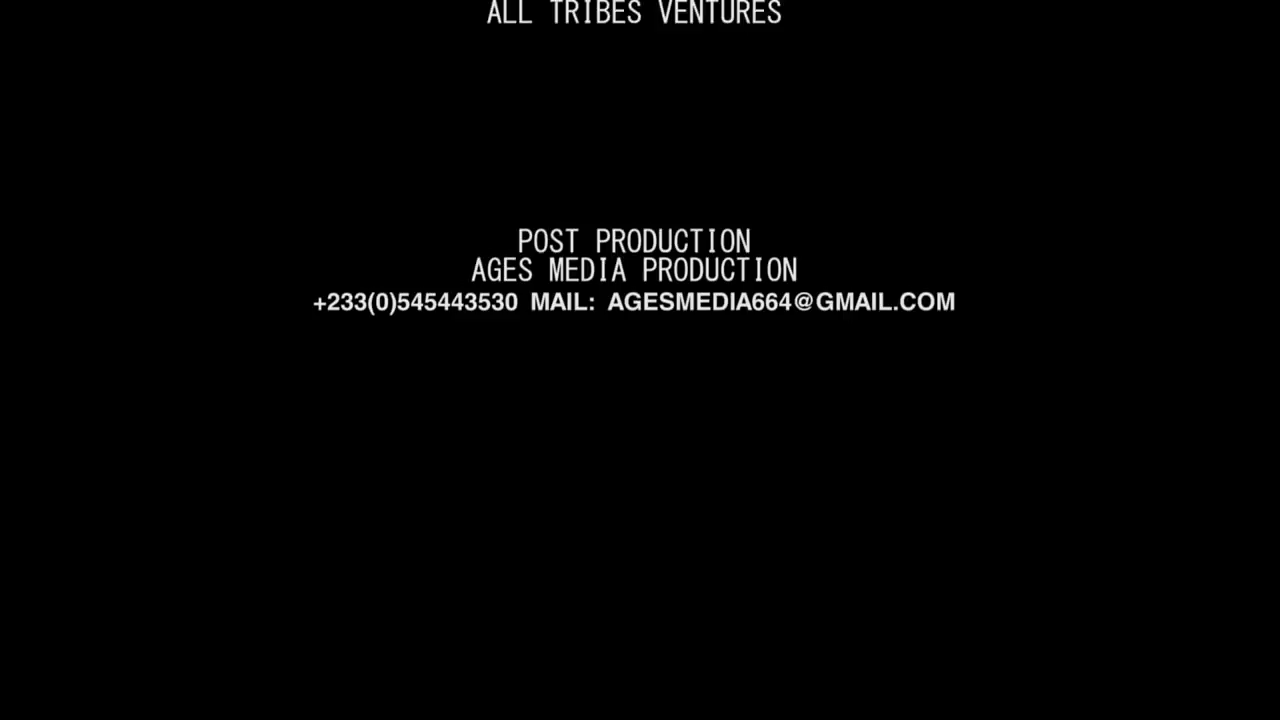 ALL TRIBES VENTURES
POST PRODUCTION
AGES MEDIA PRODUCTION
+233(0)545443530 MAIL: AGESMEDIA664@GMAIL.COM